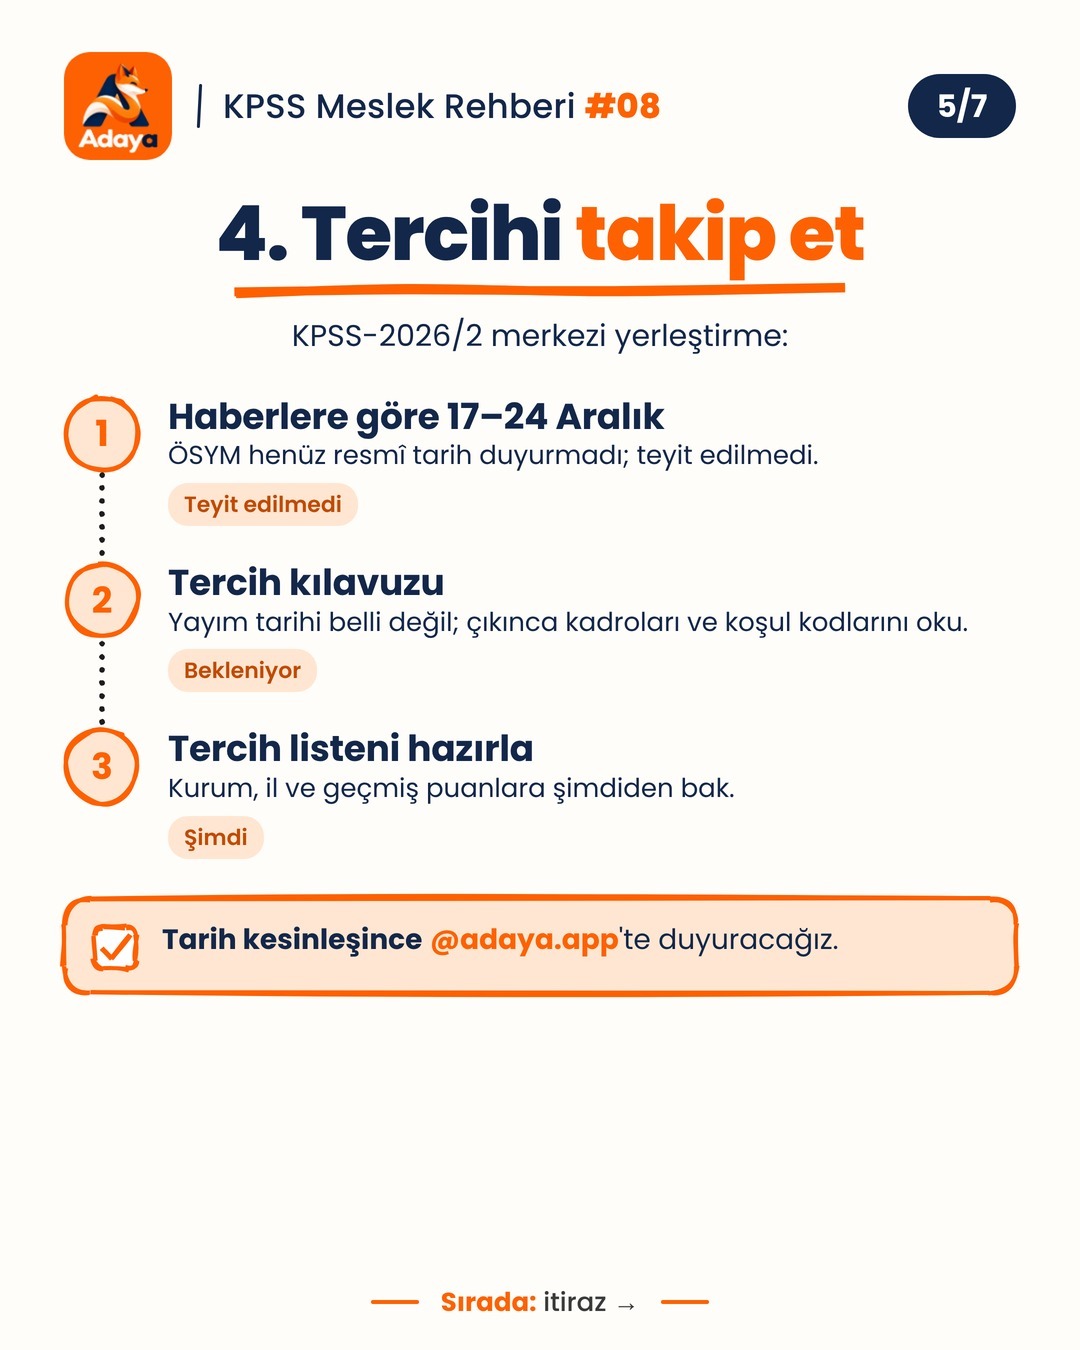 Adaya
KPSS Meslek Rehberi #08
5/7
4. Tercihi takip et
KPSS-2026/2 merkezi yerleştirme:
1
Haberlere göre 17–24 Aralık
ÖSYM henüz resmî tarih duyurmadı; teyit edilmedi.
Teyit edilmedi
2
Tercih kılavuzu
Yayım tarihi belli değil; çıkınca kadroları ve koşul kodlarını oku.
Bekleniyor
3
Tercih listeni hazırla
Kurum, il ve geçmiş puanlara şimdiden bak.
Şimdi
Tarih kesinleşince @adaya.app'te duyuracağız.
Sırada: itiraz →